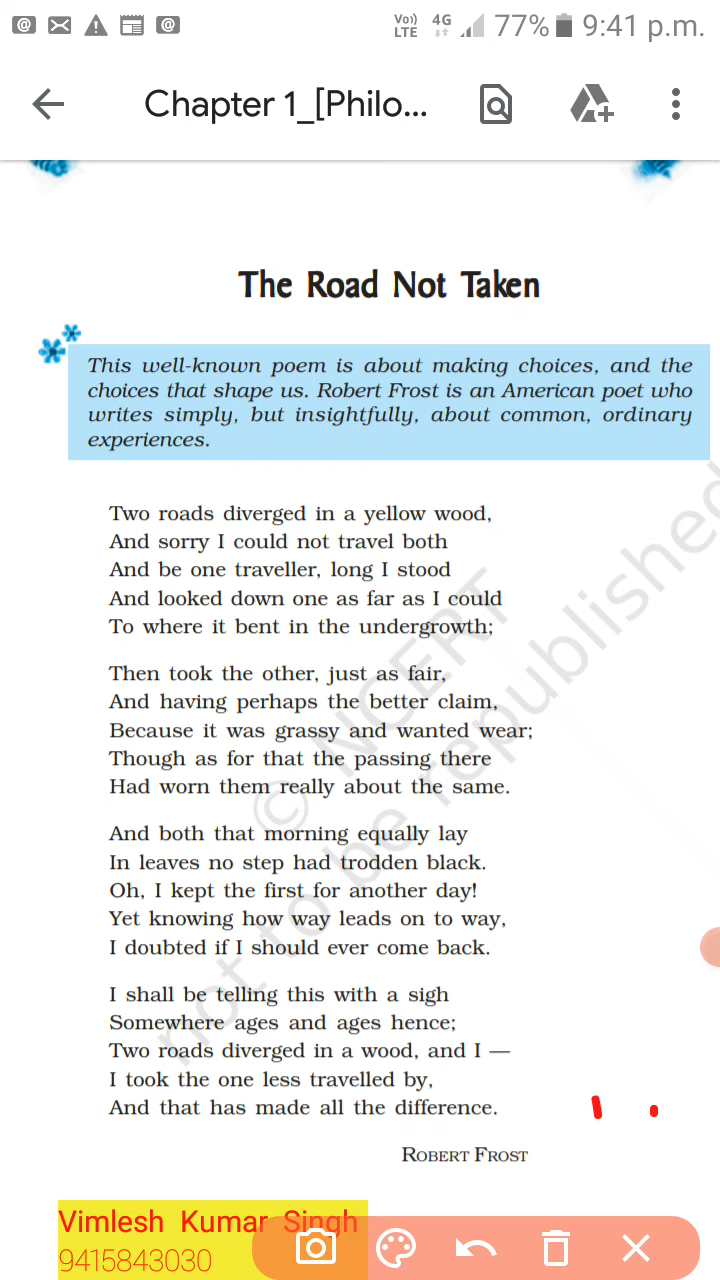 Vo)) 4G 77% 9:41 p.m.
LTE
Chapter 1_[Philo...
The Road Not Taken
This well-known poem is about making choices, and the
choices that shape us. Robert Frost is an American poet who
writes simply, but insightfully, about common, ordinary
experiences.
Two roads diverged in a yellow wood,
And sorry I could not travel both
And be one traveller, long I stood
And looked down one as far as I could
To where it bent in the undergrowth;
Then took the other, just as fair,
And having perhaps the better claim,
Because it was grassy and wanted wear;
Though as for that the passing there
Had worn them really about the same.
And both that morning equally lay
In leaves no step had trodden black.
Oh, I kept the first for another day!
Yet knowing how way leads on to way,
I doubted if I should ever come back.
I shall be telling this with a sigh
Somewhere ages and ages hence;
Two roads diverged in a wood, and I —
I took the one less travelled by,
And that has made all the difference.
ROBERT FROST
© NCERT
not to be republished
Vimlesh Kumar Singh
9415843030